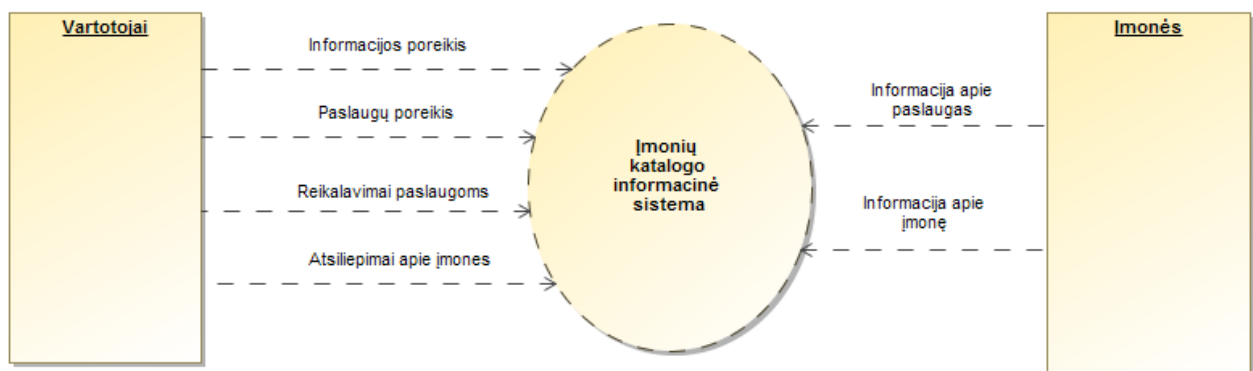 Vartotojai
Informacijos poreikis
Paslaugų poreikis
Reikalavimai paslaugoms
Atsiliepimai apie įmones
Įmonių
katalogo
informacinė
sistema
Įmonės
Informacija apie
paslaugas
Informacija apie
įmonę